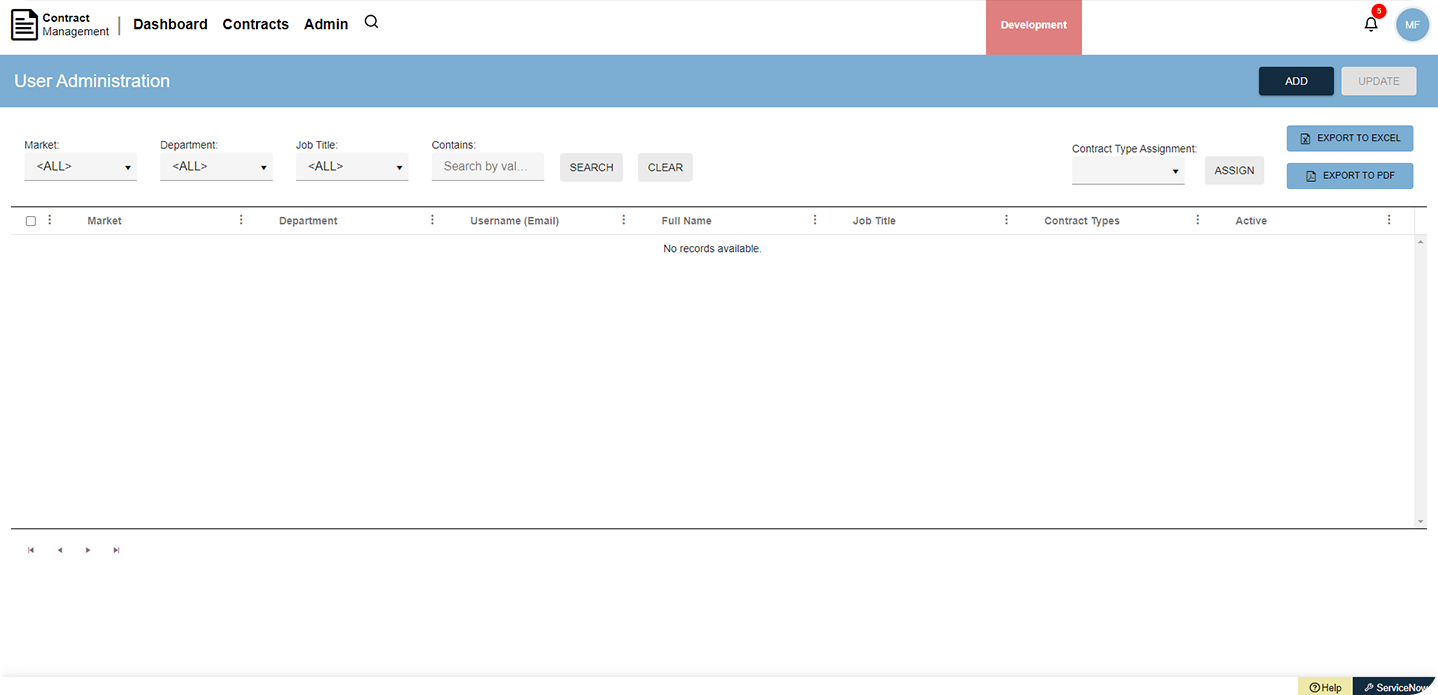 Contract
Management | Dashboard Contracts Admin Development 5 MF
User Administration ADD UPDATE
Market: Department: Job Title: Contains: Contract Type Assignment:
<ALL> <ALL> <ALL> Search by val... SEARCH CLEAR ASSIGN
EXPORT TO EXCEL
EXPORT TO PDF
Market Department Username (Email) Full Name Job Title Contract Types Active
No records available.
Help ServiceNow